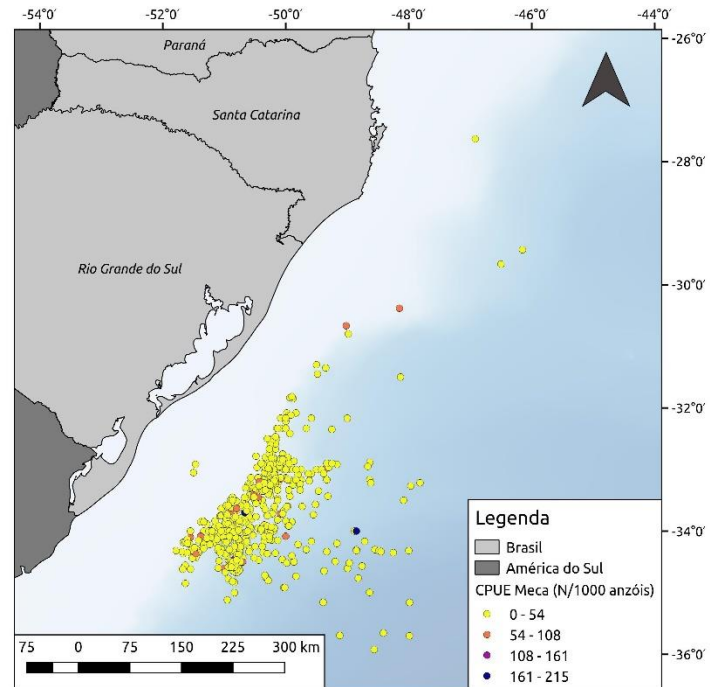 -54°0' -52°0' -50°0' -48°0' -46°0' -44°0'
-26°0'
-28°0'
-30°0'
-32°0'
-34°0'
-36°0'
Paraná
Santa Catarina
Rio Grande do Sul
Legenda
Brasil
América do Sul
CPUE Meca (N/1000 anzóis)
0 - 54
54 - 108
108 - 161
161 - 215
75 0 75 150 225 300 km